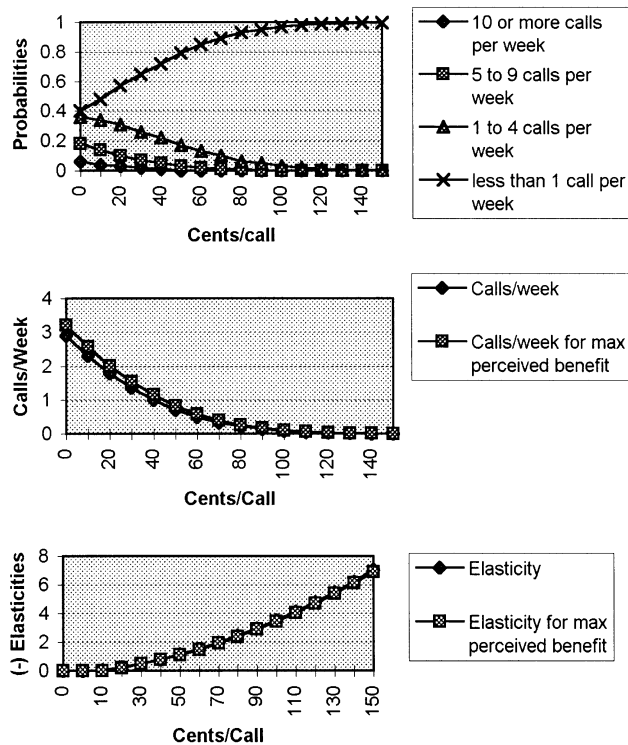 Probabilities
1
0.8
0.6
0.4
0.2
0
0
20
40
60
80
100
120
140
Cents/call
10 or more calls
per week
5 to 9 calls per
week
1 to 4 calls per
week
less than 1 call per
week
Calls/Week
4
3
2
1
0
0
20
40
60
80
100
120
140
Cents/Call
Calls/week
Calls/week for max
perceived benefit
(-) Elasticities
8
6
4
2
0
0
10
30
50
70
90
110
130
150
Cents/Call
Elasticity
Elasticity for max
perceived benefit